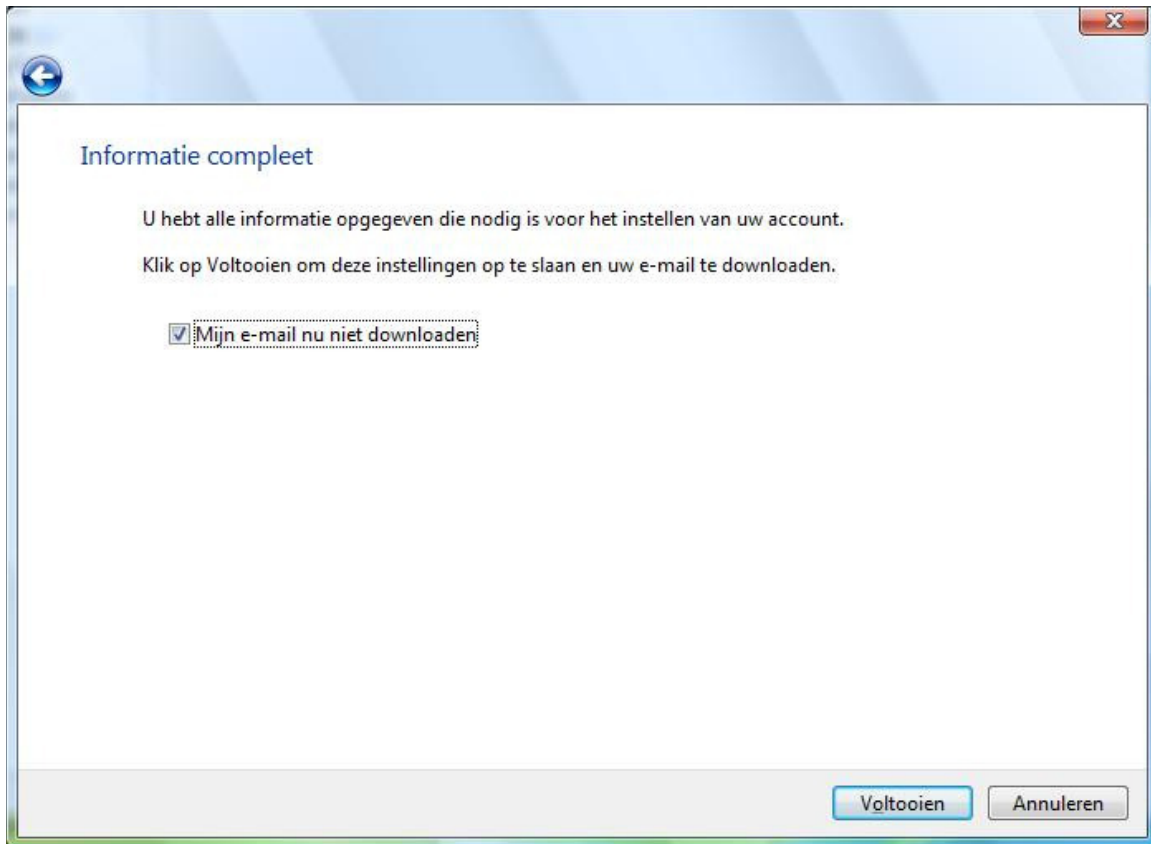 Informatie compleet
U hebt alle informatie opgegeven die nodig is voor het instellen van uw account.
Klik op Voltooien om deze instellingen op te slaan en uw e-mail te downloaden.
Mijn e-mail nu niet downloaden
Voltooien
Annuleren